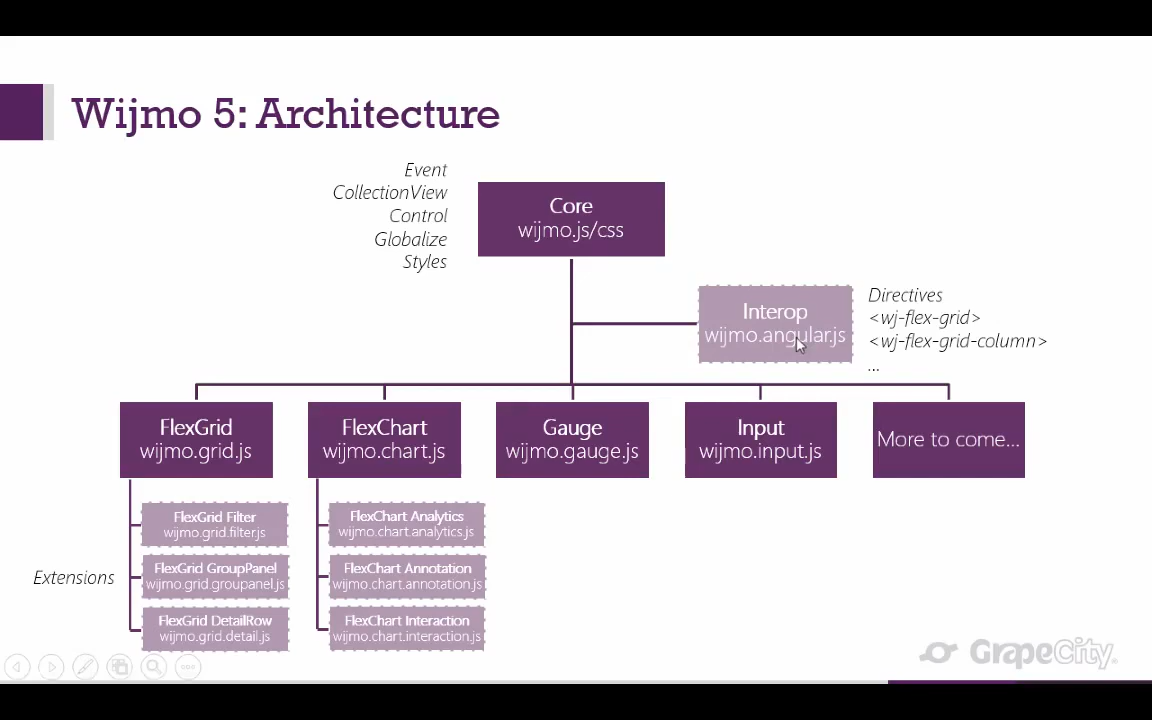 Wijmo 5: Architecture
Event
CollectionView
Control
Globalize
Styles
Core
wijmo.js/css
Interop
wijmo.angular.js
Directives
<wj-flex-grid>
<wj-flex-grid-column>
...
FlexGrid
wijmo.grid.js
FlexChart
wijmo.chart.js
Gauge
wijmo.gauge.js
Input
wijmo.input.js
More to come...
Extensions
FlexGrid Filter
wijmo.grid.filter.js
FlexGrid GroupPanel
wijmo.grid.groupanel.js
FlexGrid DetailRow
wijmo.grid.detail.js
FlexChart Analytics
wijmo.chart.analytics.js
FlexChart Annotation
wijmo.chart.annotation.js
FlexChart Interaction
wijmo.chart.interaction.js
GrapeCity